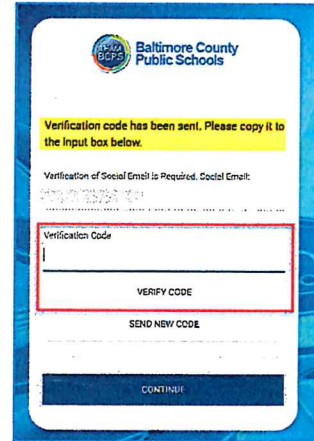 TEAM
BCPS
Baltimore County
Public Schools
Verification code has been sent. Please copy it to
the input box below.
Verification of Social Email is Required. Social Email:
Verification Code
VERIFY CODE
SEND NEW CODE
CONTINUE